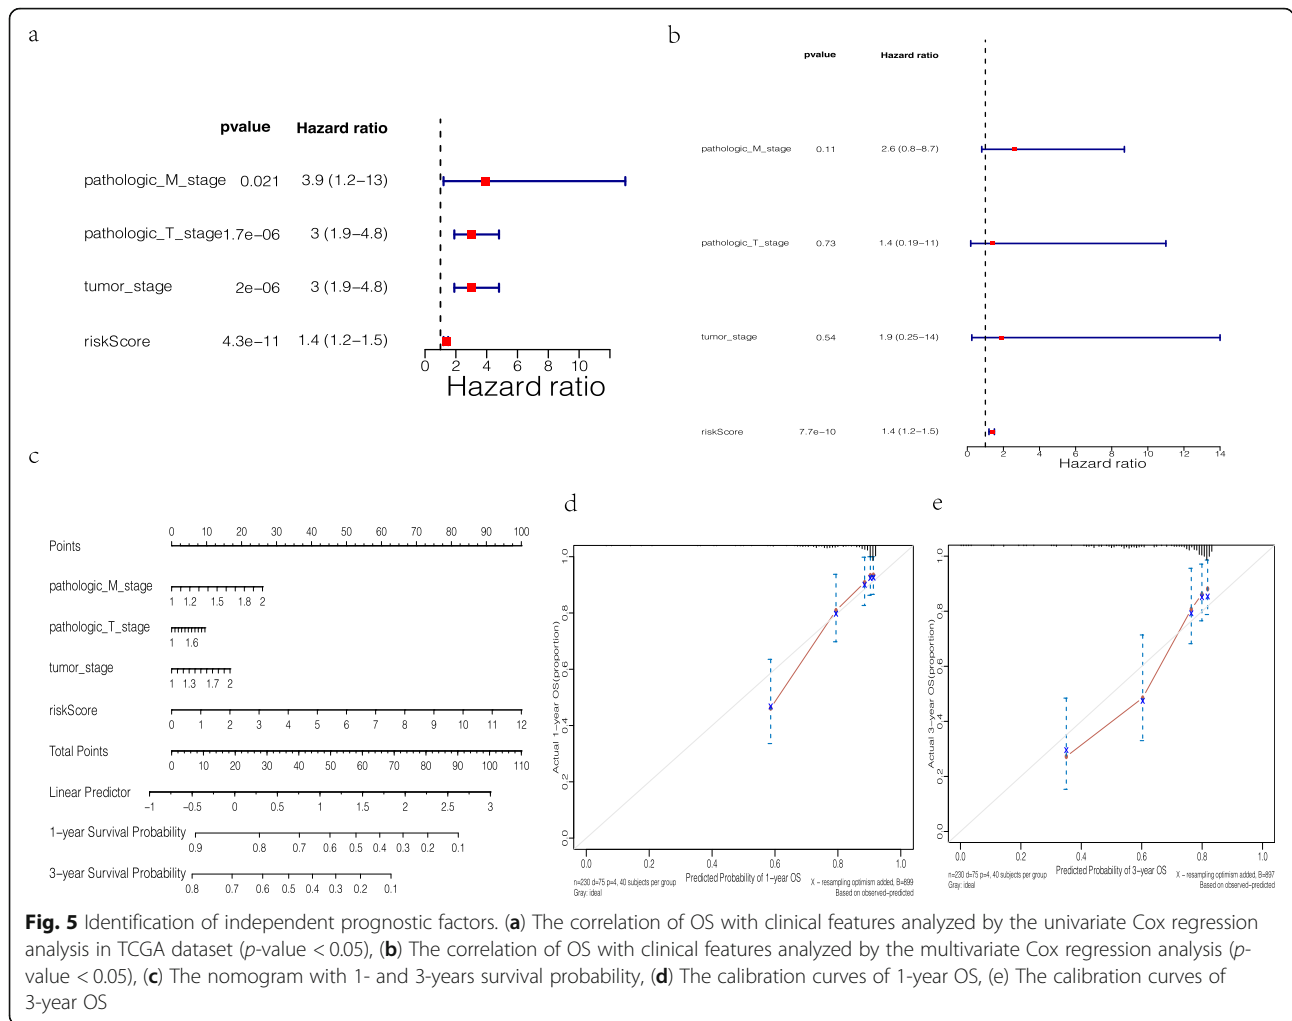 a
pvalue Hazard ratio
pathologic_M_stage 0.021 3.9 (1.2–13)
pathologic_T_stage 1.7e−06 3 (1.9–4.8)
tumor_stage 2e−06 3 (1.9–4.8)
riskScore 4.3e−11 1.4 (1.2–1.5)
0 2 4 6 8 10
Hazard ratio
b
pvalue Hazard ratio
pathologic_M_stage 0.11 2.6 (0.8–8.7)
pathologic_T_stage 0.73 1.4 (0.19–11)
tumor_stage 0.54 1.9 (0.25–14)
riskScore 7.7e−10 1.4 (1.2–1.5)
0 2 4 6 8 10 12 14
Hazard ratio
c
0 10 20 30 40 50 60 70 80 90 100
Points
pathologic_M_stage
1 1.2 1.5 1.8 2
pathologic_T_stage
1 1.6
tumor_stage
1 1.3 1.7 2
riskScore
0 1 2 3 4 5 6 7 8 9 10 11 12
Total Points
0 10 20 30 40 50 60 70 80 90 100 110
Linear Predictor
−1 −0.5 0 0.5 1 1.5 2 2.5 3
1−year Survival Probability
0.9 0.8 0.7 0.6 0.5 0.4 0.3 0.2 0.1
3−year Survival Probability
0.8 0.7 0.6 0.5 0.4 0.3 0.2 0.1
d
Actual 1−year OS(proportion)
0.0 0.2 0.4 0.6 0.8 1.0
0.0 0.2 0.4 0.6 0.8 1.0
Predicted Probability of 1−year OS
n=230 d=75 p=4, 40 subjects per group
Gray: ideal
X − resampling optimism added, B=899
Based on observed−predicted
e
Actual 3−year OS(proportion)
0.0 0.2 0.4 0.6 0.8 1.0
0.0 0.2 0.4 0.6 0.8 1.0
Predicted Probability of 3−year OS
n=230 d=75 p=4, 40 subjects per group
Gray: ideal
X − resampling optimism added, B=897
Based on observed−predicted
Fig. 5 Identification of independent prognostic factors. (a) The correlation of OS with clinical features analyzed by the univariate Cox regression
analysis in TCGA dataset (p-value < 0.05), (b) The correlation of OS with clinical features analyzed by the multivariate Cox regression analysis (p-
value < 0.05), (c) The nomogram with 1- and 3-years survival probability, (d) The calibration curves of 1-year OS, (e) The calibration curves of
3-year OS